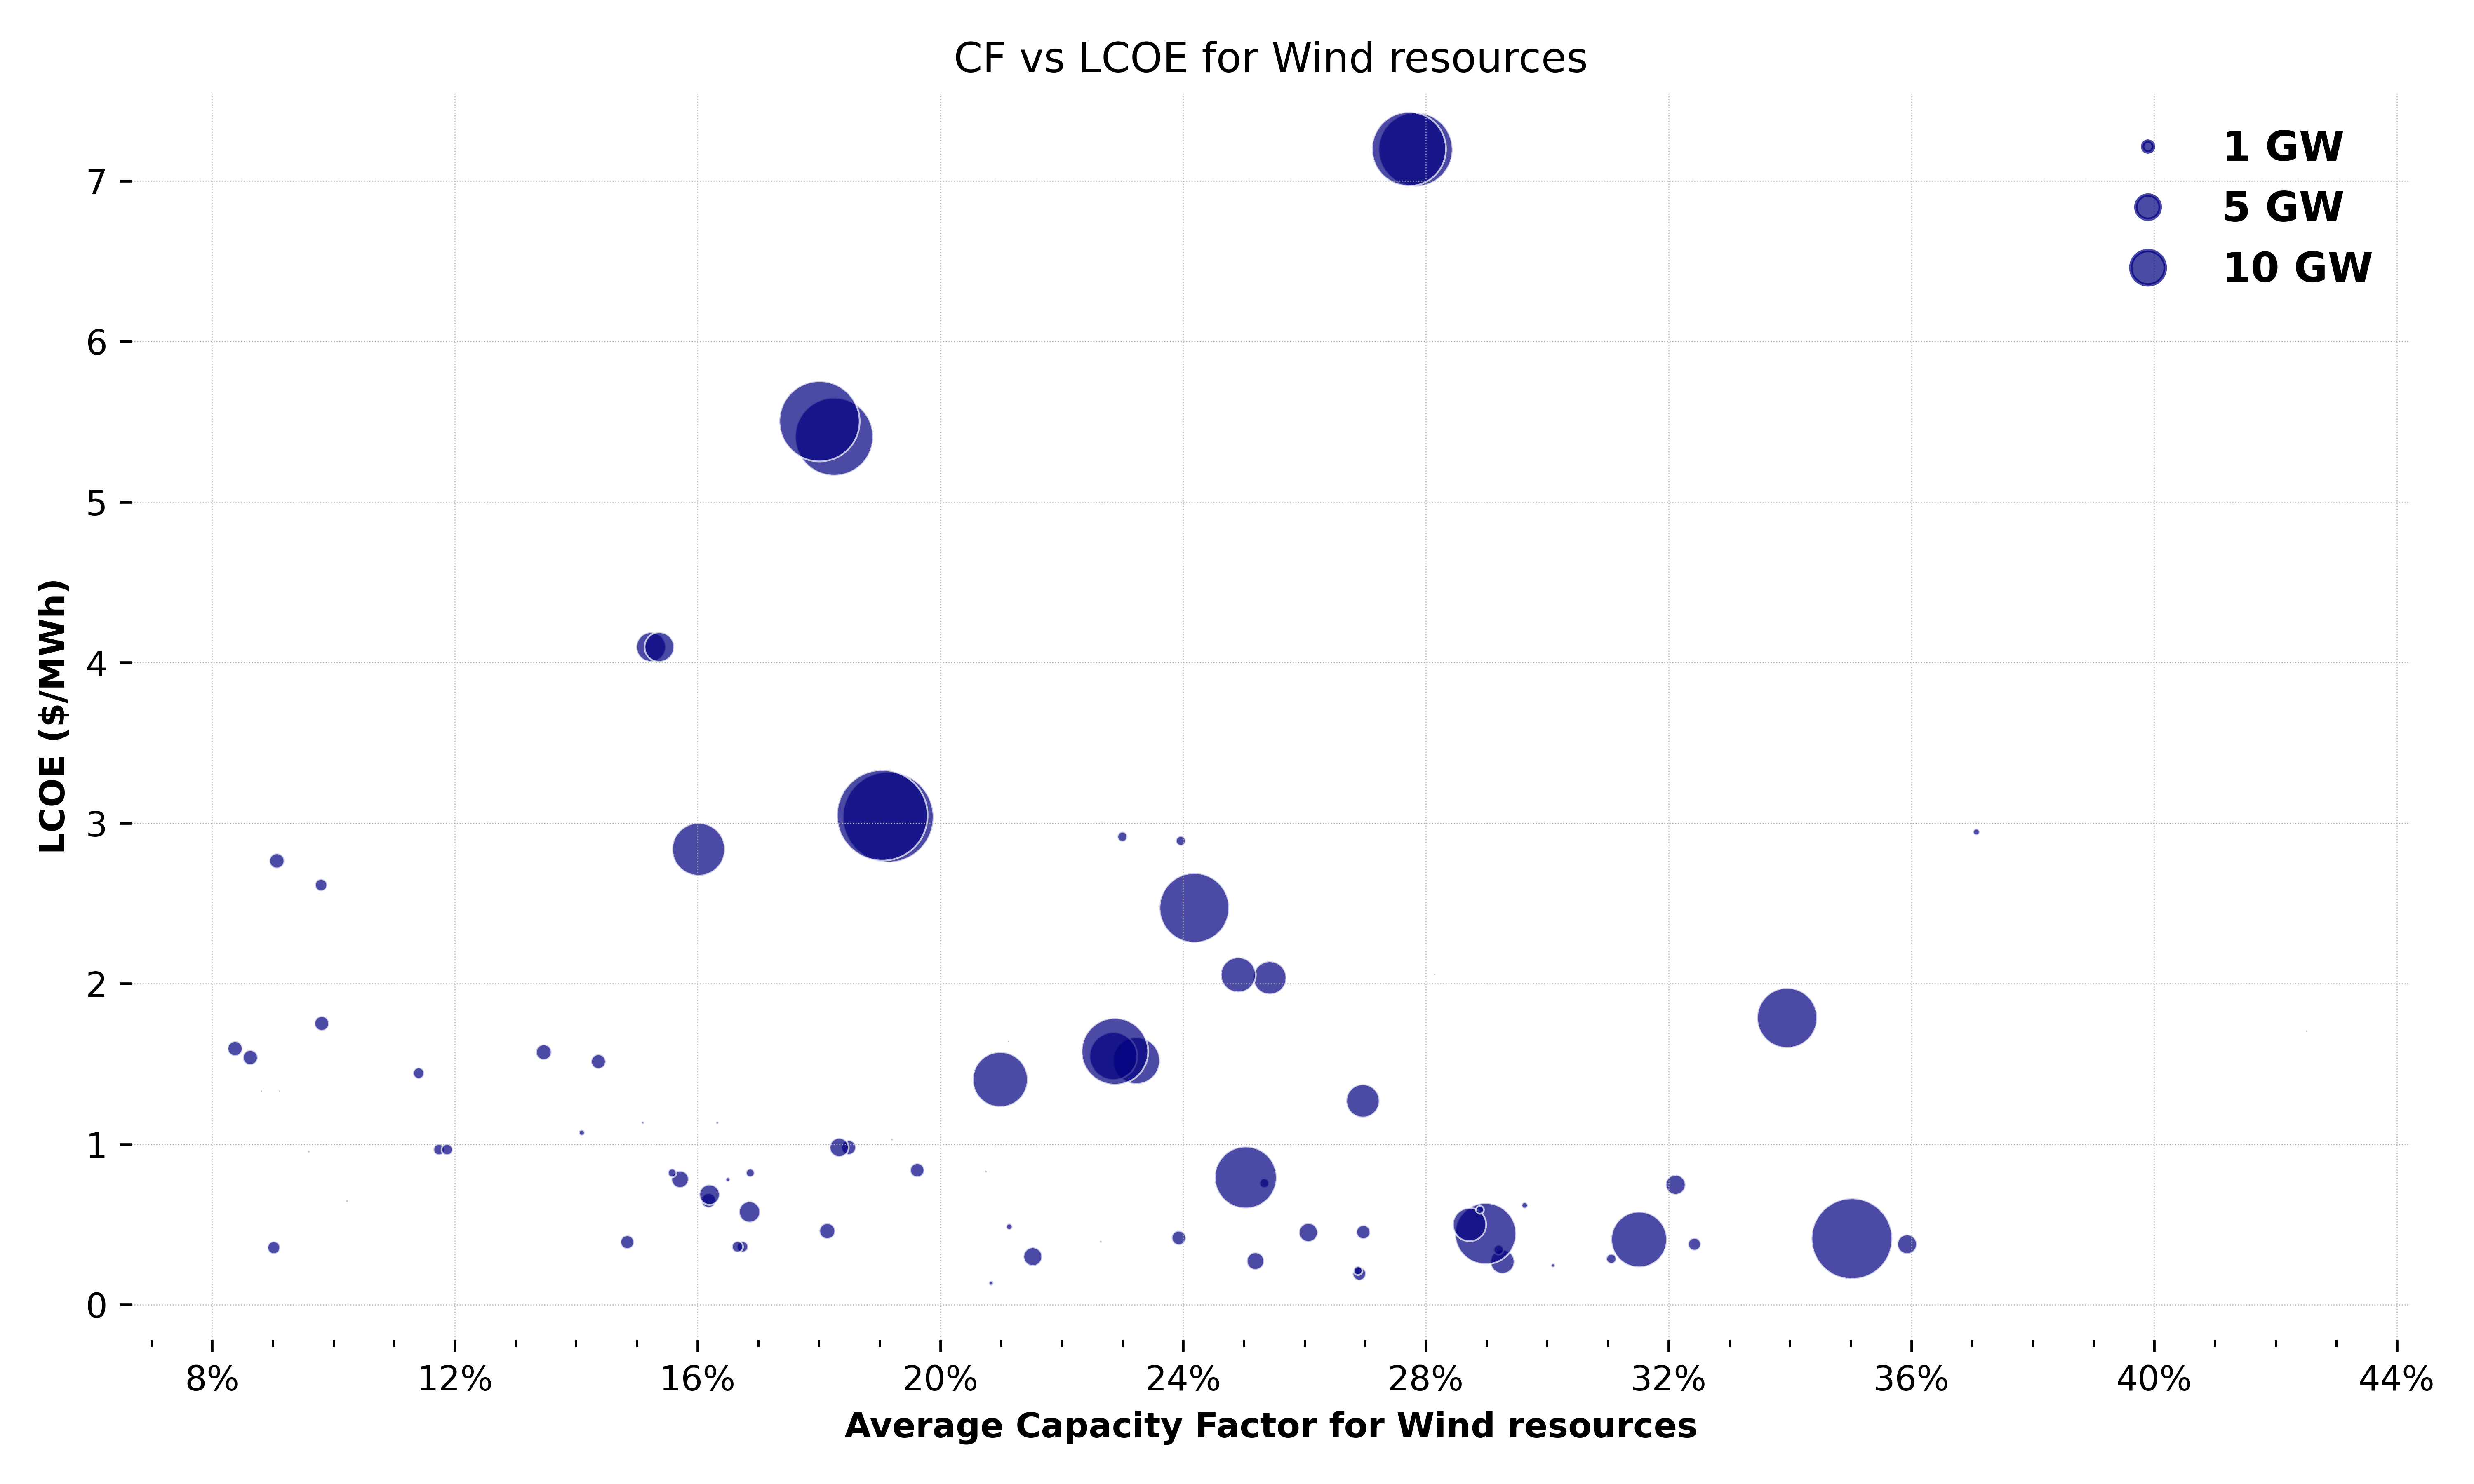 CF vs LCOE for Wind resources
1 GW
5 GW
10 GW
7
6
5
4
3
2
1
0
LCOE ($/MWh)
8% 12% 16% 20% 24% 28% 32% 36% 40% 44%
Average Capacity Factor for Wind resources